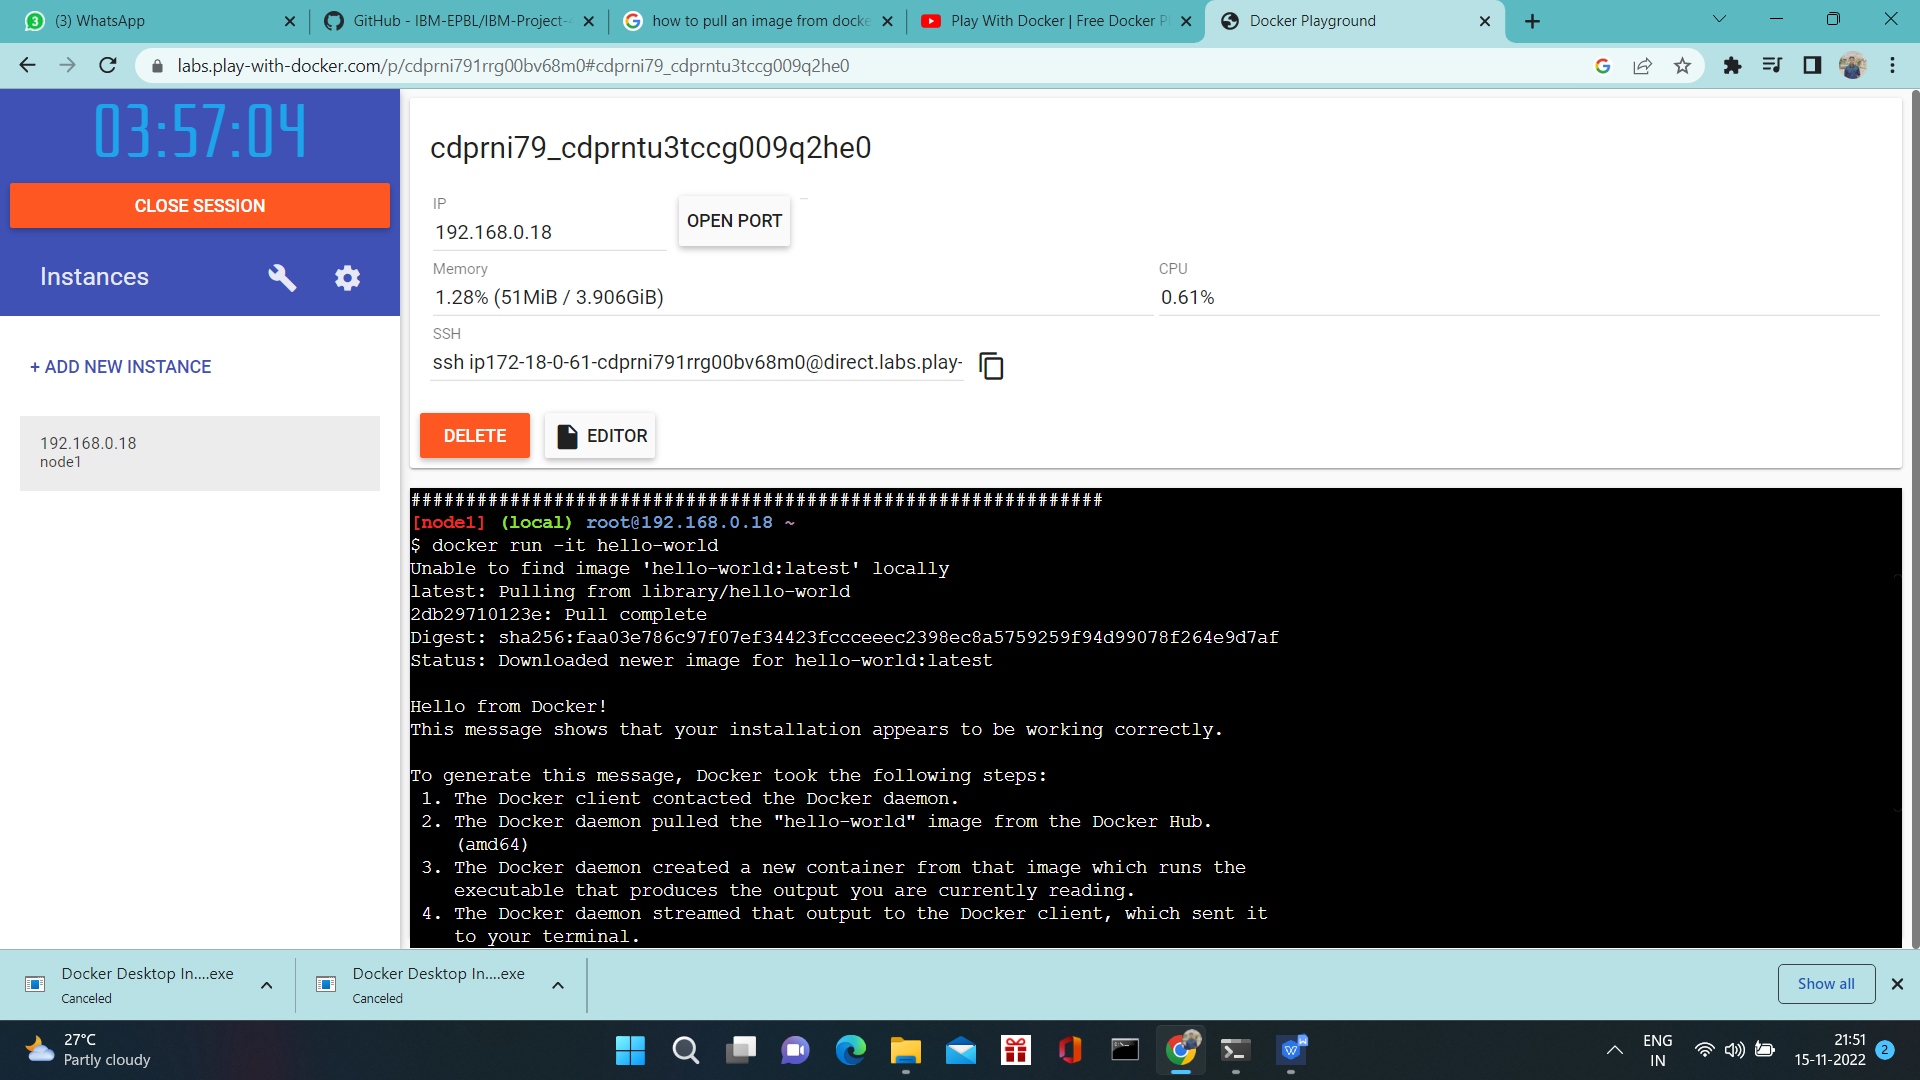 (3) WhatsApp
GitHub - IBM-EPBL/IBM-Project-
how to pull an image from docke
Play With Docker | Free Docker P
Docker Playground
labs.play-with-docker.com/p/cdprni791rrg00bv68m0#cdprni79_cdprntu3tccg009q2he0
03:57:04
CLOSE SESSION
Instances
+ ADD NEW INSTANCE
192.168.0.18
node1
cdprni79_cdprntu3tccg009q2he0
IP
192.168.0.18
OPEN PORT
Memory
1.28% (51MiB / 3.906GiB)
CPU
0.61%
SSH
ssh ip172-18-0-61-cdprni791rrg00bv68m0@direct.labs.play-
DELETE
EDITOR
###############################################################
[node1] (local) root@192.168.0.18 ~
$ docker run -it hello-world
Unable to find image 'hello-world:latest' locally
latest: Pulling from library/hello-world
2db29710123e: Pull complete
Digest: sha256:faa03e786c97f07ef34423fccceeec2398ec8a5759259f94d99078f264e9d7af
Status: Downloaded newer image for hello-world:latest
Hello from Docker!
This message shows that your installation appears to be working correctly.
To generate this message, Docker took the following steps:
1. The Docker client contacted the Docker daemon.
2. The Docker daemon pulled the "hello-world" image from the Docker Hub.
(amd64)
3. The Docker daemon created a new container from that image which runs the
executable that produces the output you are currently reading.
4. The Docker daemon streamed that output to the Docker client, which sent it
to your terminal.
Docker Desktop In....exe
Canceled
Docker Desktop In....exe
Canceled
Show all
27°C
Partly cloudy
ENG
IN
21:51
15-11-2022
2